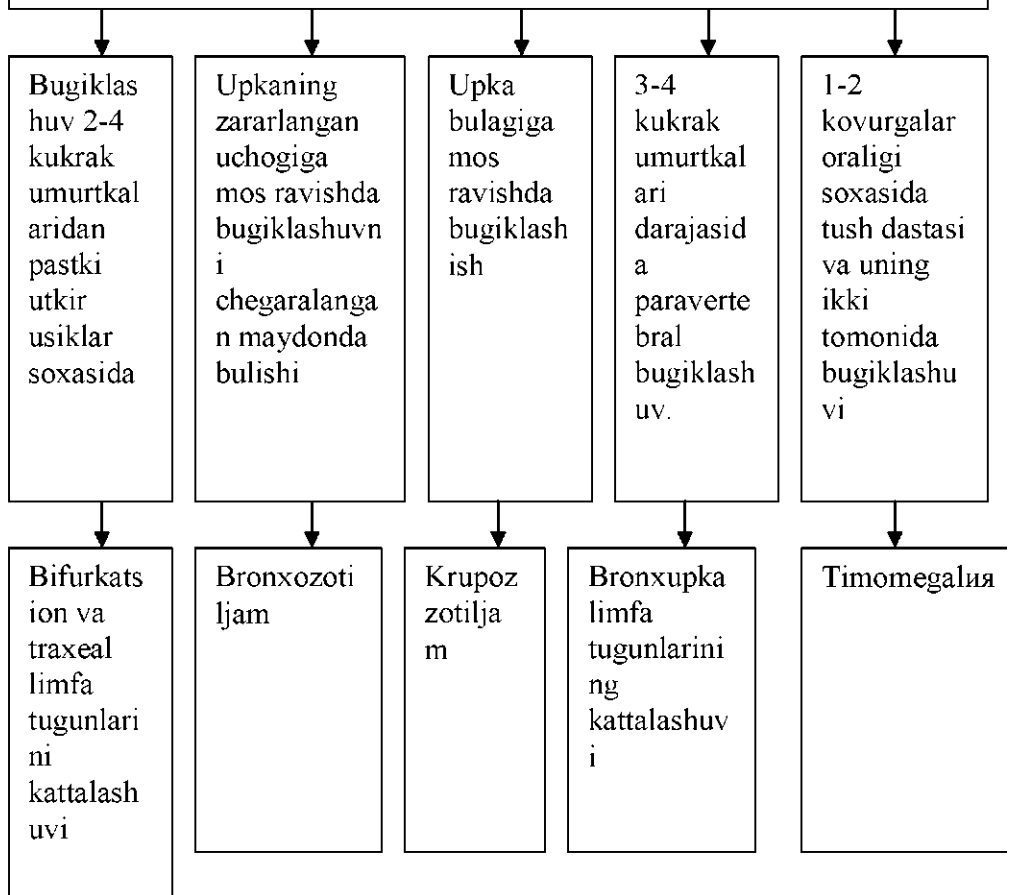 Bugiklas
huv 2-4
kukrak
umurtkal
aridan
pastki
utkir
usiklar
soxasida
Upkaning
zararlangan
uchogiga
mos ravishda
bugiklashuvn
i
chegaralanga
n maydonda
bulishi
Upka
bulagiga
mos
ravishda
bugiklash
ish
3-4
kukrak
umurtkal
ari
darajasid
a
paraverte
bral
bugiklash
uv.
1-2
kovurgalar
oraligi
soxasida
tush dastasi
va uning
ikki
tomonida
bugiklashu
vi
Bifurkats
ion va
traxeal
limfa
tugunlari
ni
kattalash
uvi
Bronxozoti
ljam
Krupoz
zotilja
m
Bronxupka
limfa
tugunlarini
ng
kattalashuv
i
Timomegalия